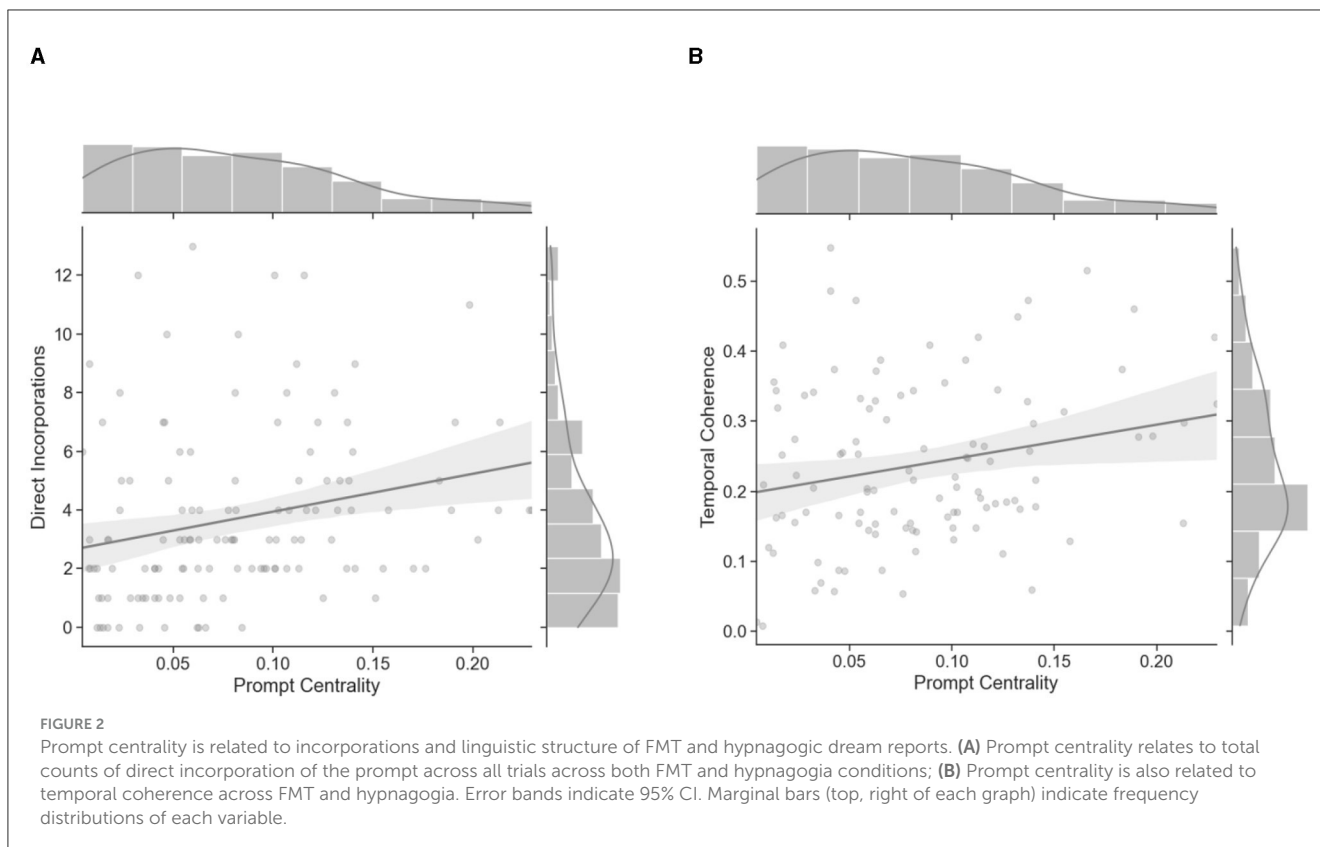 A
B
12
10
8
6
4
2
0
Direct Incorporations
0.05 0.10 0.15 0.20
Prompt Centrality
0.5
0.4
0.3
0.2
0.1
0.0
Temporal Coherence
0.05 0.10 0.15 0.20
Prompt Centrality
FIGURE 2
Prompt centrality is related to incorporations and linguistic structure of FMT and hypnagogic dream reports. (A) Prompt centrality relates to total
counts of direct incorporation of the prompt across all trials across both FMT and hypnagogia conditions; (B) Prompt centrality is also related to
temporal coherence across FMT and hypnagogia. Error bands indicate 95% CI. Marginal bars (top, right of each graph) indicate frequency
distributions of each variable.